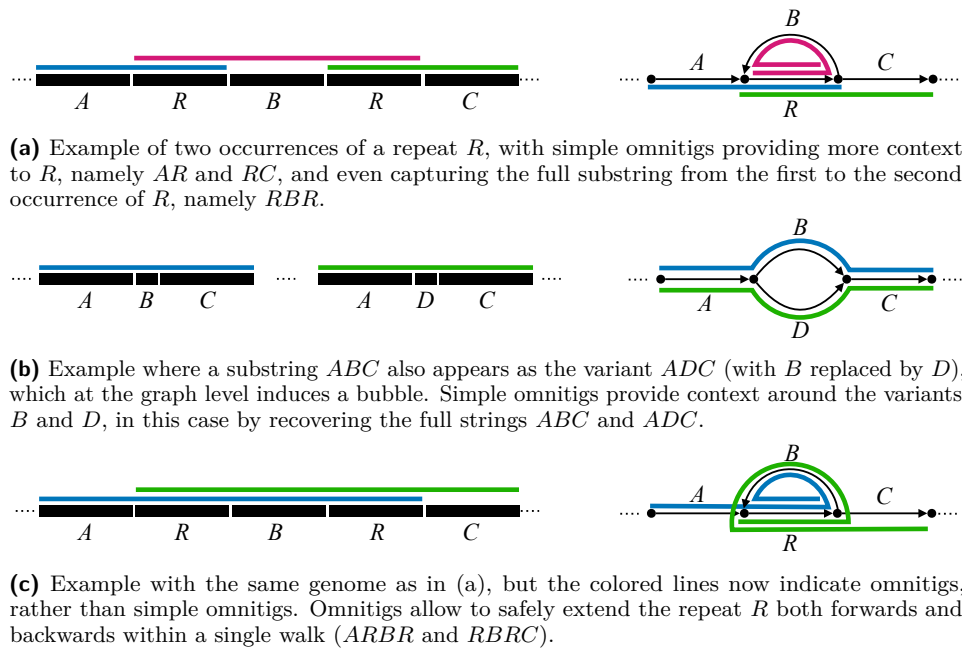 B
A C
R
A R B R C
(a) Example of two occurrences of a repeat R, with simple omnitigs providing more context
to R, namely AR and RC, and even capturing the full substring from the first to the second
occurrence of R, namely RBR.
B
A B C A D C A C
D
(b) Example where a substring ABC also appears as the variant ADC (with B replaced by D),
which at the graph level induces a bubble. Simple omnitigs provide context around the variants
B and D, in this case by recovering the full strings ABC and ADC.
B
A C
A R B R C R
(c) Example with the same genome as in (a), but the colored lines now indicate omnitigs,
rather than simple omnitigs. Omnitigs allow to safely extend the repeat R both forwards and
backwards within a single walk (ARBR and RBRC).